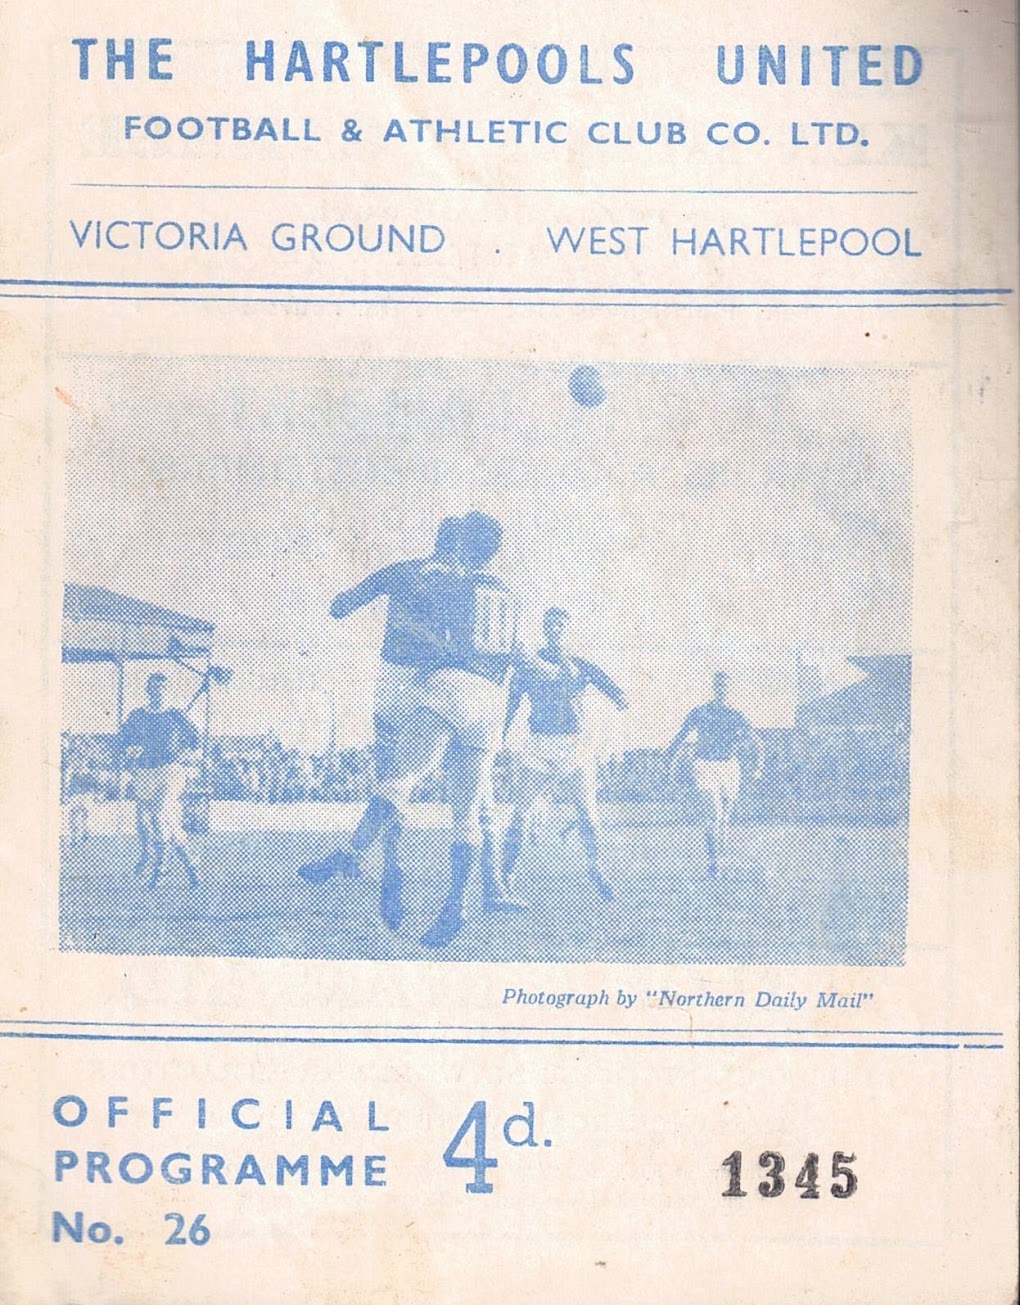 THE HARTLEPOOLS UNITED
FOOTBALL & ATHLETIC CLUB CO. LTD.
VICTORIA GROUND . WEST HARTLEPOOL
Photograph by "Northern Daily Mail"
OFFICIAL
PROGRAMME
4d.
No. 26
1345